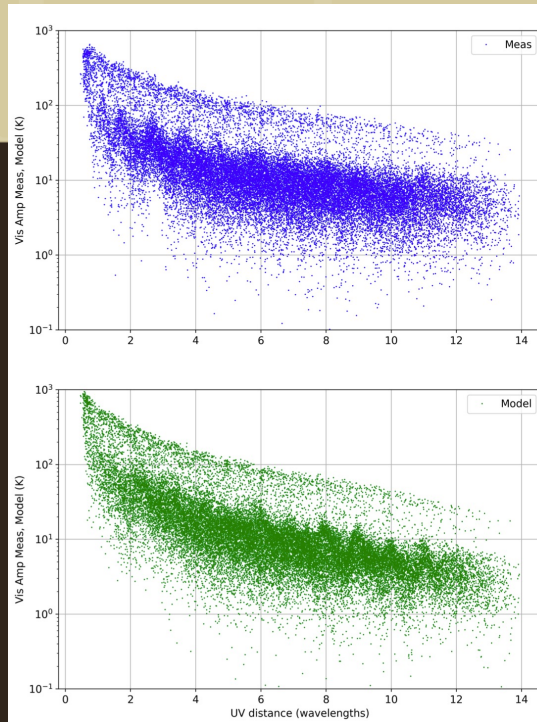 10³
Meas
10²
10¹
10⁰
10⁻¹
Vis Amp Meas, Model (K)
0 2 4 6 8 10 12 14
10³
Model
10²
10¹
10⁰
10⁻¹
Vis Amp Meas, Model (K)
0 2 4 6 8 10 12 14
UV distance (wavelengths)